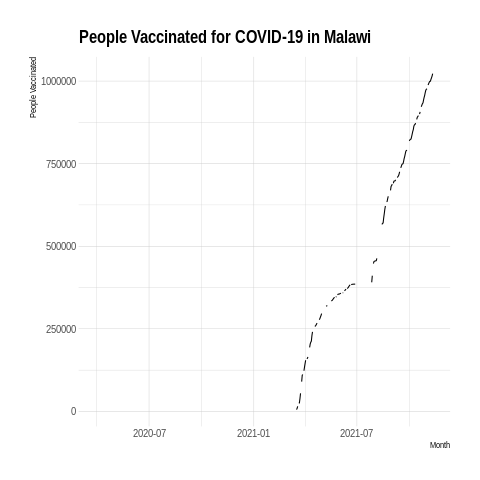 People Vaccinated for COVID-19 in Malawi
People Vaccinated
1000000
750000
500000
250000
0
2020-07 2021-01 2021-07
Month